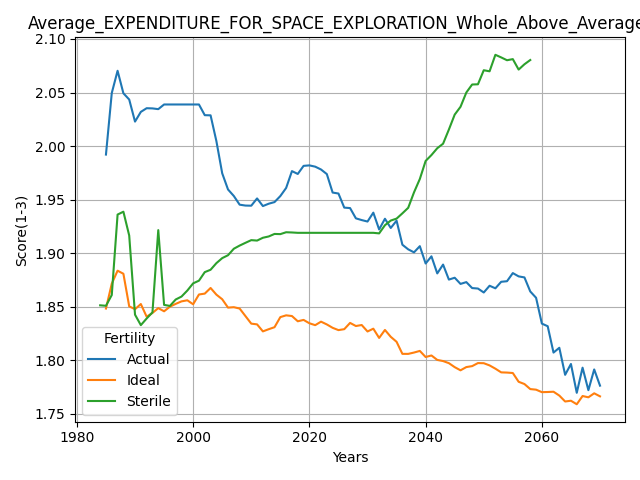 Average_EXPENDITURE_FOR_SPACE_EXPLORATION_Whole_Above_Average
2.10
2.05
2.00
1.95
1.90
1.85
1.80
1.75
Score(1-3)
Fertility
Actual
Ideal
Sterile
1980
2000
2020
2040
2060
Years